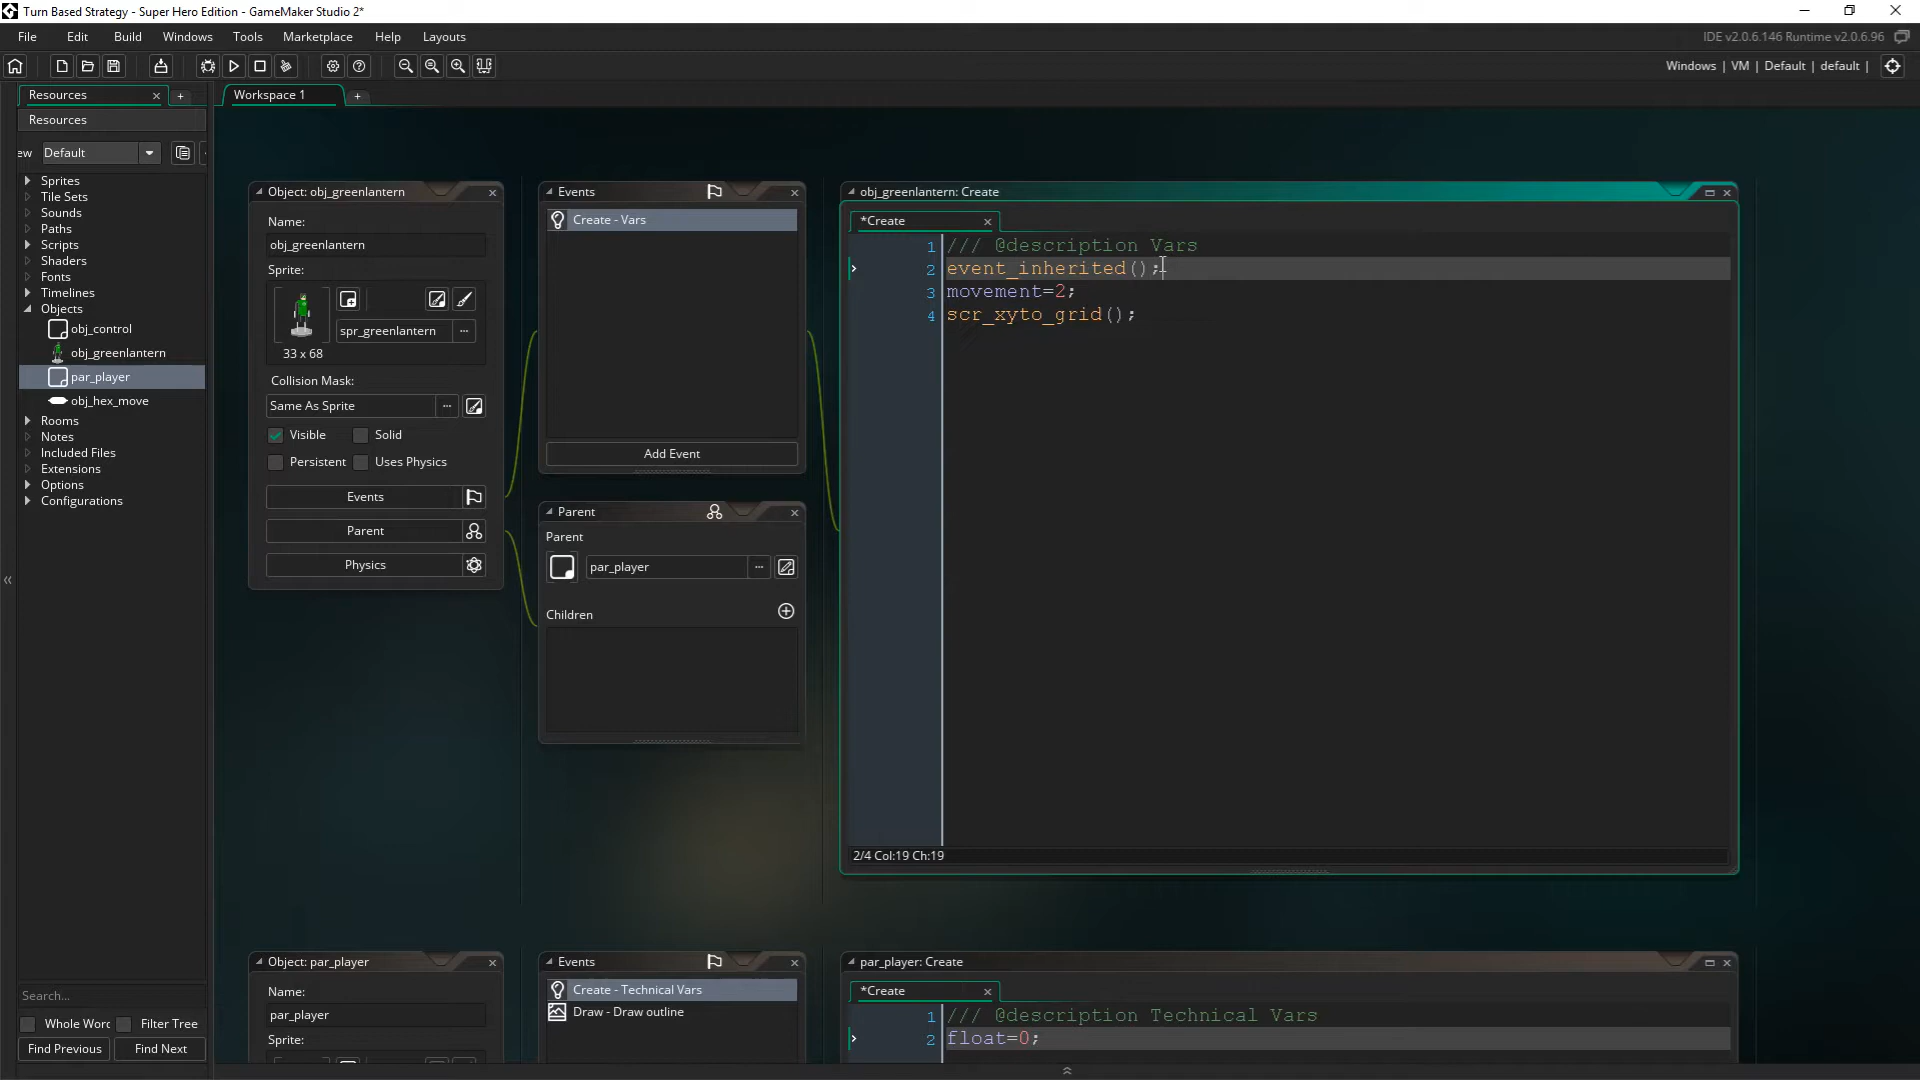 Turn Based Strategy - Super Hero Edition - GameMaker Studio 2*
File Edit Build Windows Tools Marketplace Help Layouts
IDE v2.0.6.146 Runtime v2.0.6.96
Windows | VM | Default | default |
Resources
Workspace 1
Resources
ew Default
Sprites
Tile Sets
Sounds
Paths
Scripts
Shaders
Fonts
Timelines
Objects
obj_control
obj_greenlantern
par_player
obj_hex_move
Rooms
Notes
Included Files
Extensions
Options
Configurations
Search...
Whole Word Filter Tree
Find Previous Find Next
Object: obj_greenlantern
Name:
obj_greenlantern
Sprite:
spr_greenlantern
33 x 68
Collision Mask:
Same As Sprite
Visible Solid
Persistent Uses Physics
Events
Parent
Physics
Events
Create - Vars
Add Event
Parent
Parent
par_player
Children
obj_greenlantern: Create
*Create
1 /// @description Vars
2 event_inherited();
3 movement=2;
4 scr_xyto_grid();
2/4 Col:19 Ch:19
Object: par_player
Name:
par_player
Sprite:
Events
Create - Technical Vars
Draw - Draw outline
par_player: Create
*Create
1 /// @description Technical Vars
2 float=0;